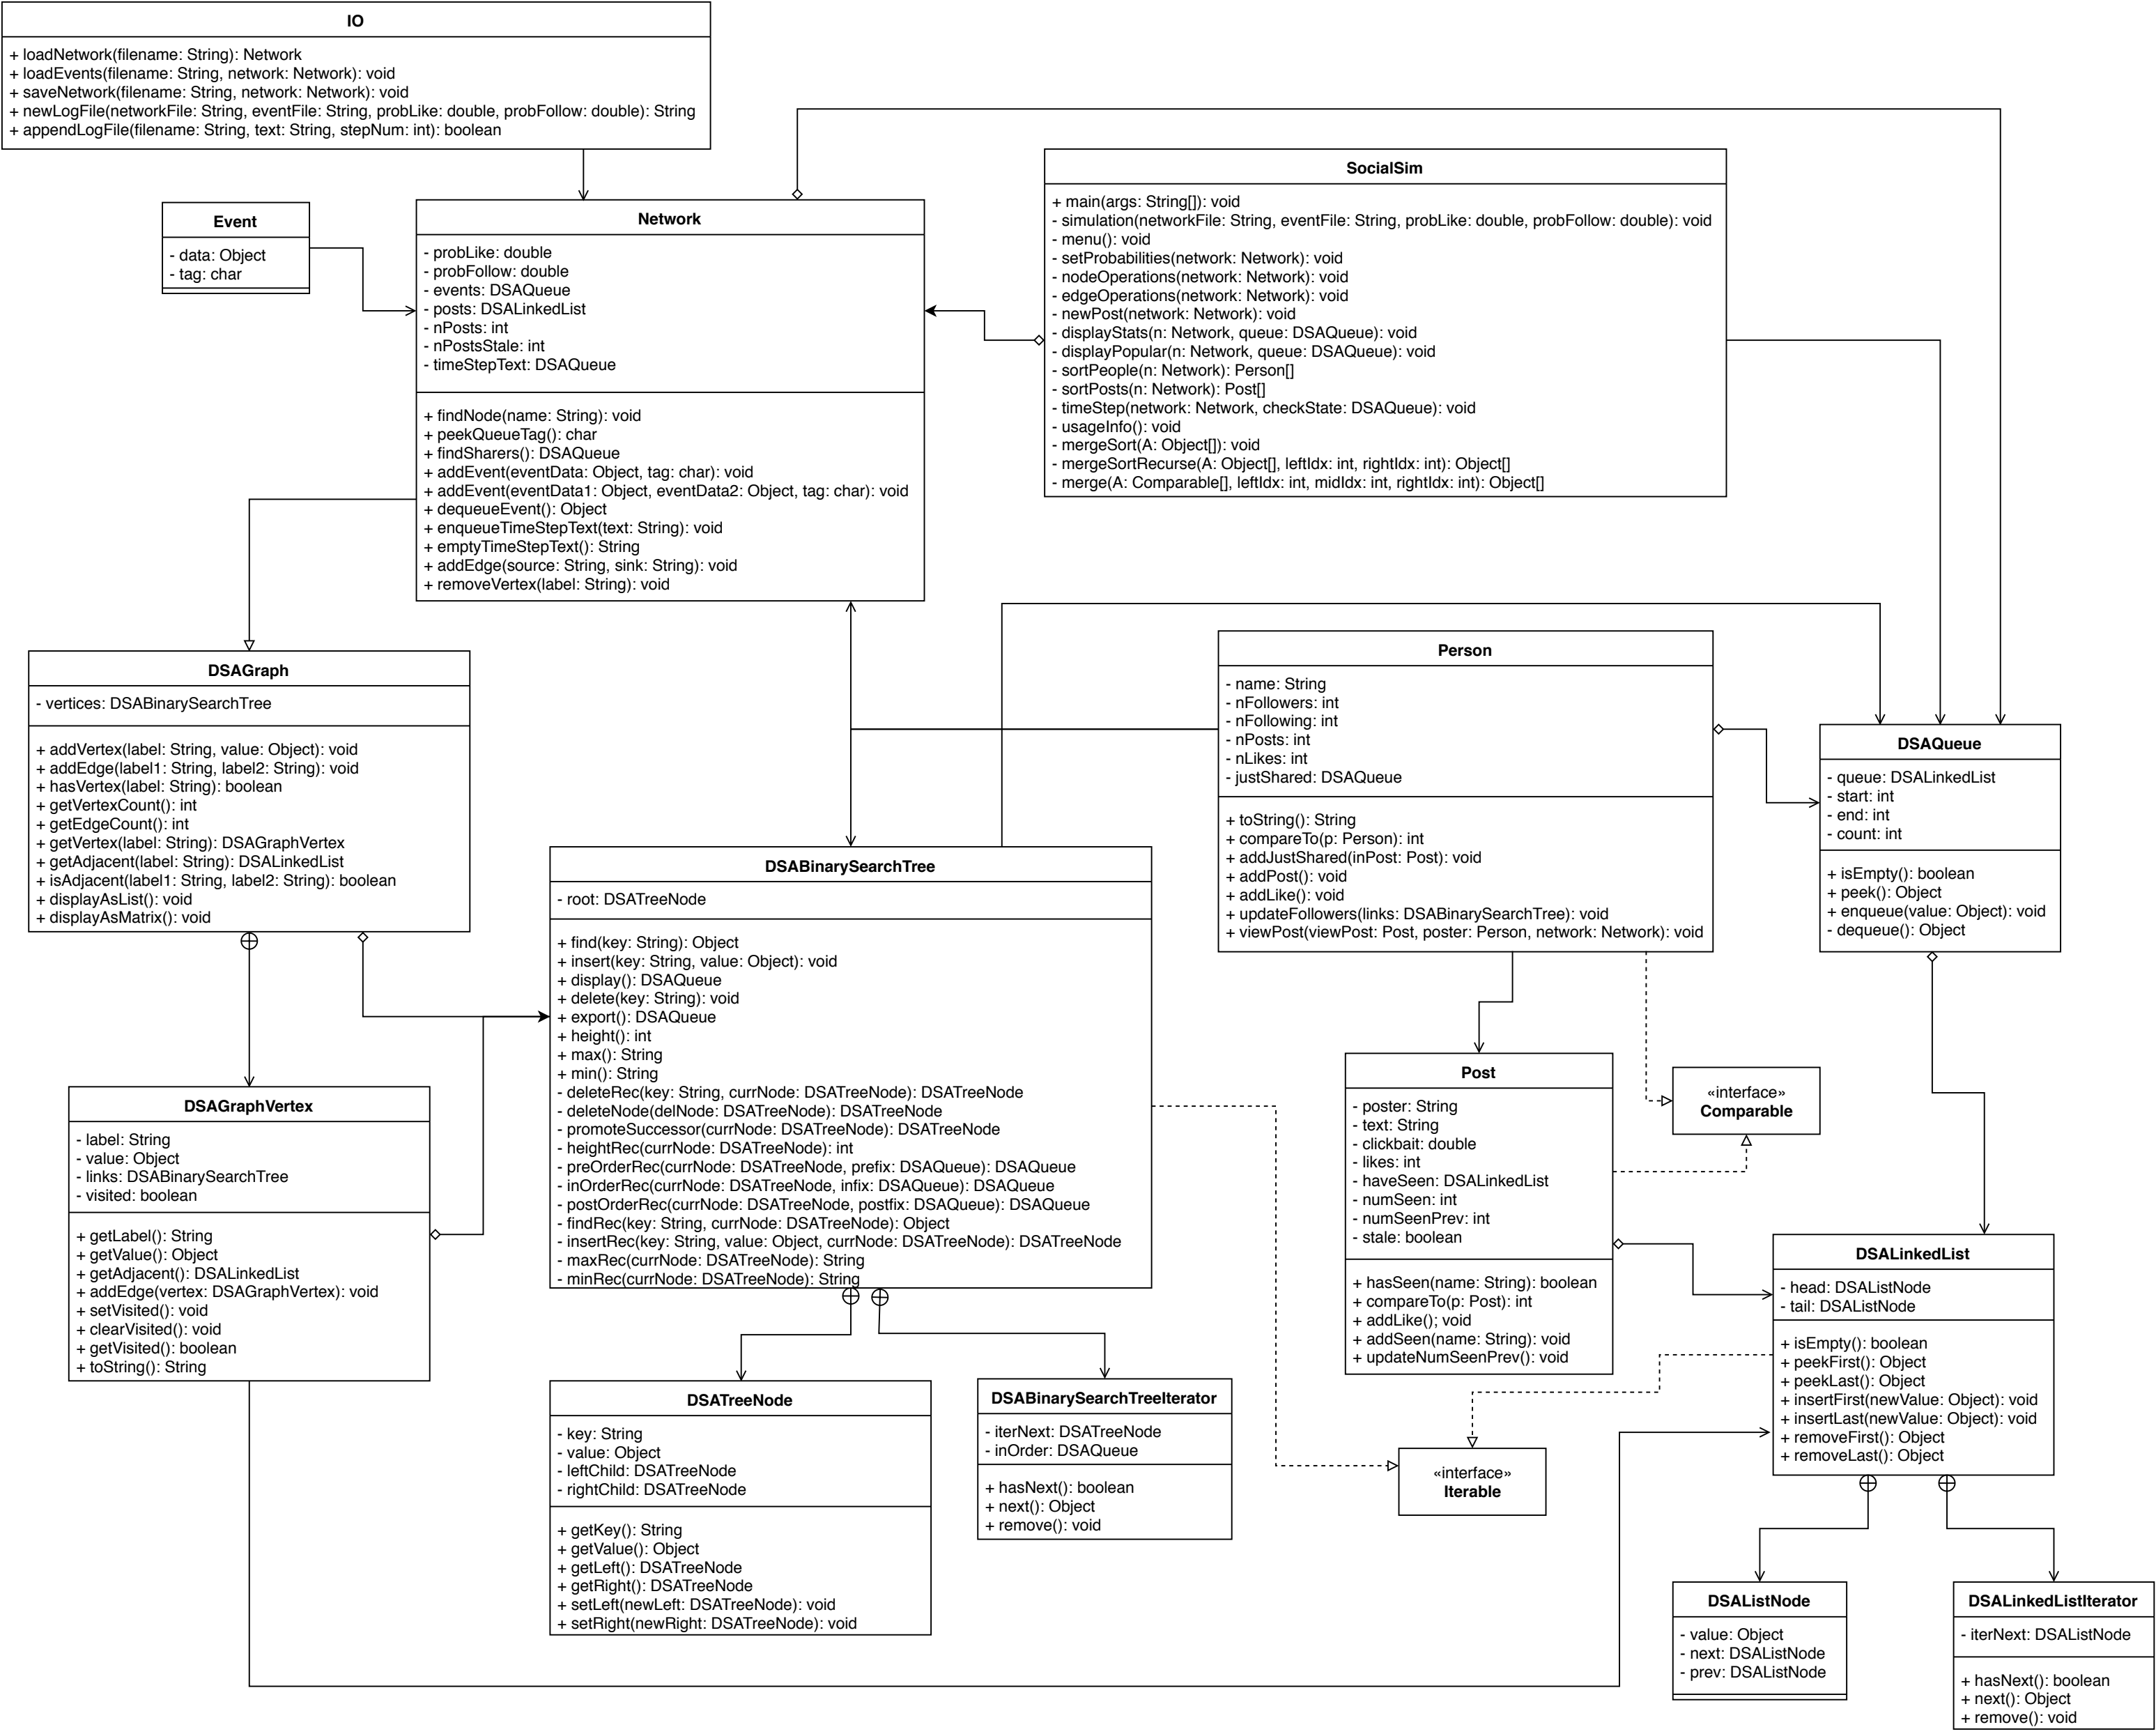 IO
+ loadNetwork(filename: String): Network
+ loadEvents(filename: String, network: Network): void
+ saveNetwork(filename: String, network: Network): void
+ newLogFile(networkFile: String, eventFile: String, probLike: double, probFollow: double): String
+ appendLogFile(filename: String, text: String, stepNum: int): boolean
Event
- data: Object
- tag: char
Network
- probLike: double
- probFollow: double
- events: DSAQueue
- posts: DSALinkedList
- nPosts: int
- nPostsStale: int
- timeStepText: DSAQueue
+ findNode(name: String): void
+ peekQueueTag(): char
+ findSharers(): DSAQueue
+ addEvent(eventData: Object, tag: char): void
+ addEvent(eventData1: Object, eventData2: Object, tag: char): void
+ dequeueEvent(): Object
+ enqueueTimeStepText(text: String): void
+ emptyTimeStepText(): String
+ addEdge(source: String, sink: String): void
+ removeVertex(label: String): void
SocialSim
+ main(args: String[]): void
- simulation(networkFile: String, eventFile: String, probLike: double, probFollow: double): void
- menu(): void
- setProbabilities(network: Network): void
- nodeOperations(network: Network): void
- edgeOperations(network: Network): void
- newPost(network: Network): void
- displayStats(n: Network, queue: DSAQueue): void
- displayPopular(n: Network, queue: DSAQueue): void
- sortPeople(n: Network): Person[]
- sortPosts(n: Network): Post[]
- timeStep(network: Network, checkState: DSAQueue): void
- usageInfo(): void
- mergeSort(A: Object[]): void
- mergeSortRecurse(A: Object[], leftIdx: int, rightIdx: int): Object[]
- merge(A: Comparable[], leftIdx: int, midIdx: int, rightIdx: int): Object[]
DSAGraph
- vertices: DSABinarySearchTree
+ addVertex(label: String, value: Object): void
+ addEdge(label1: String, label2: String): void
+ hasVertex(label: String): boolean
+ getVertexCount(): int
+ getEdgeCount(): int
+ getVertex(label: String): DSAGraphVertex
+ getAdjacent(label: String): DSALinkedList
+ isAdjacent(label1: String, label2: String): boolean
+ displayAsList(): void
+ displayAsMatrix(): void
Person
- name: String
- nFollowers: int
- nFollowing: int
- nPosts: int
- nLikes: int
- justShared: DSAQueue
+ toString(): String
+ compareTo(p: Person): int
+ addJustShared(inPost: Post): void
+ addPost(): void
+ addLike(): void
+ updateFollowers(links: DSABinarySearchTree): void
+ viewPost(viewPost: Post, poster: Person, network: Network): void
DSAQueue
- queue: DSALinkedList
- start: int
- end: int
- count: int
+ isEmpty(): boolean
+ peek(): Object
+ enqueue(value: Object): void
- dequeue(): Object
DSABinarySearchTree
- root: DSATreeNode
+ find(key: String): Object
+ insert(key: String, value: Object): void
+ display(): DSAQueue
+ delete(key: String): void
+ export(): DSAQueue
+ height(): int
+ max(): String
+ min(): String
- deleteRec(key: String, currNode: DSATreeNode): DSATreeNode
- deleteNode(delNode: DSATreeNode): DSATreeNode
- promoteSuccessor(currNode: DSATreeNode): DSATreeNode
- heightRec(currNode: DSATreeNode): int
- preOrderRec(currNode: DSATreeNode, prefix: DSAQueue): DSAQueue
- inOrderRec(currNode: DSATreeNode, infix: DSAQueue): DSAQueue
- postOrderRec(currNode: DSATreeNode, postfix: DSAQueue): DSAQueue
- findRec(key: String, currNode: DSATreeNode): Object
- insertRec(key: String, value: Object, currNode: DSATreeNode): DSATreeNode
- maxRec(currNode: DSATreeNode): String
- minRec(currNode: DSATreeNode): String
DSAGraphVertex
- label: String
- value: Object
- links: DSABinarySearchTree
- visited: boolean
+ getLabel(): String
+ getValue(): Object
+ getAdjacent(): DSALinkedList
+ addEdge(vertex: DSAGraphVertex): void
+ setVisited(): void
+ clearVisited(): void
+ getVisited(): boolean
+ toString(): String
Post
- poster: String
- text: String
- clickbait: double
- likes: int
- haveSeen: DSALinkedList
- numSeen: int
- numSeenPrev: int
- stale: boolean
+ hasSeen(name: String): boolean
+ compareTo(p: Post): int
+ addLike(); void
+ addSeen(name: String): void
+ updateNumSeenPrev(): void
«interface»
Comparable
DSALinkedList
- head: DSAListNode
- tail: DSAListNode
+ isEmpty(): boolean
+ peekFirst(): Object
+ peekLast(): Object
+ insertFirst(newValue: Object): void
+ insertLast(newValue: Object): void
+ removeFirst(): Object
+ removeLast(): Object
DSATreeNode
- key: String
- value: Object
- leftChild: DSATreeNode
- rightChild: DSATreeNode
+ getKey(): String
+ getValue(): Object
+ getLeft(): DSATreeNode
+ getRight(): DSATreeNode
+ setLeft(newLeft: DSATreeNode): void
+ setRight(newRight: DSATreeNode): void
DSABinarySearchTreeIterator
- iterNext: DSATreeNode
- inOrder: DSAQueue
+ hasNext(): boolean
+ next(): Object
+ remove(): void
«interface»
Iterable
DSAListNode
- value: Object
- next: DSAListNode
- prev: DSAListNode
DSALinkedListIterator
- iterNext: DSAListNode
+ hasNext(): boolean
+ next(): Object
+ remove(): void